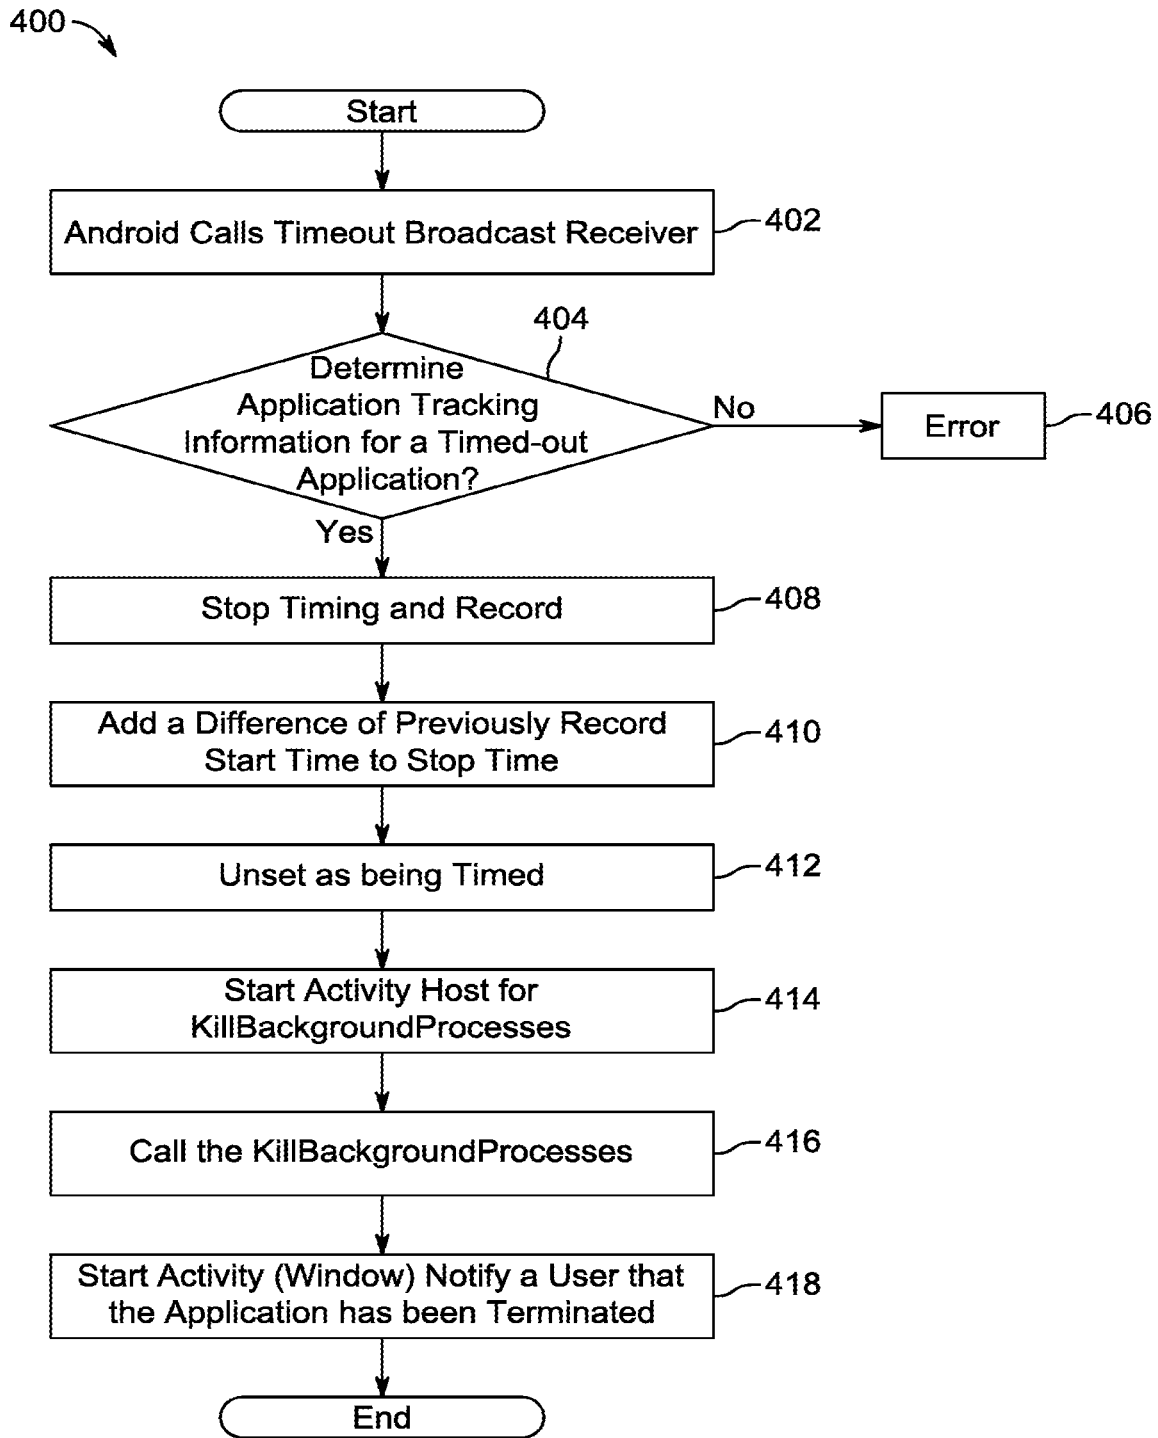 400
Start
Android Calls Timeout Broadcast Receiver
402
404
Determine
Application Tracking
Information for a Timed-out
Application?
No
Error
406
Yes
Stop Timing and Record
408
Add a Difference of Previously Record
Start Time to Stop Time
410
Unset as being Timed
412
Start Activity Host for
KillBackgroundProcesses
414
Call the KillBackgroundProcesses
416
Start Activity (Window) Notify a User that
the Application has been Terminated
418
End